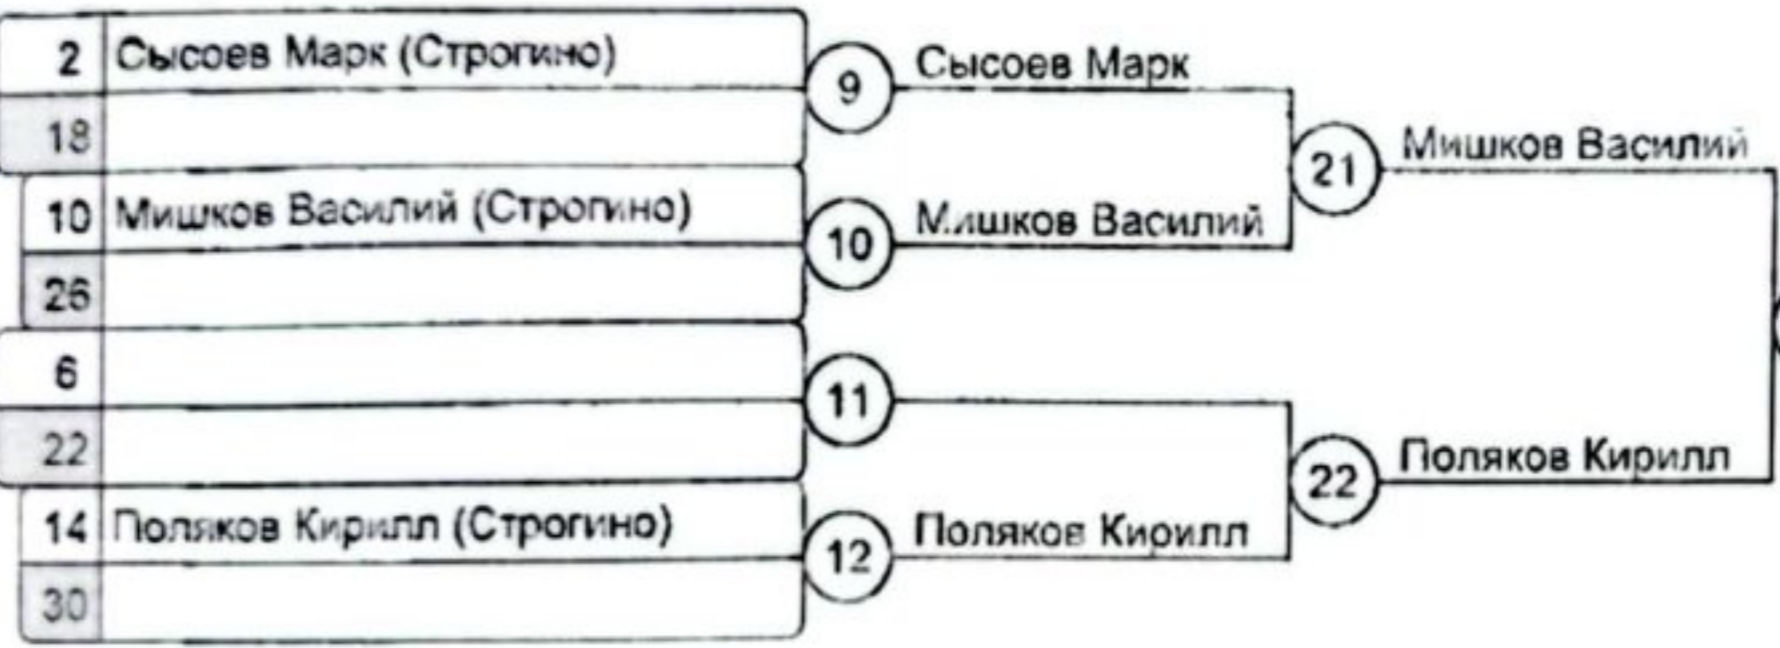 2 Сысоев Марк (Строгино)
18
10 Мишков Василий (Строгино)
26
6
22
14 Поляков Кирилл (Строгино)
30
9 Сысоев Марк
10 Мишков Василий
11
12 Поляков Кирилл
21 Мишков Василий
22 Поляков Кирилл